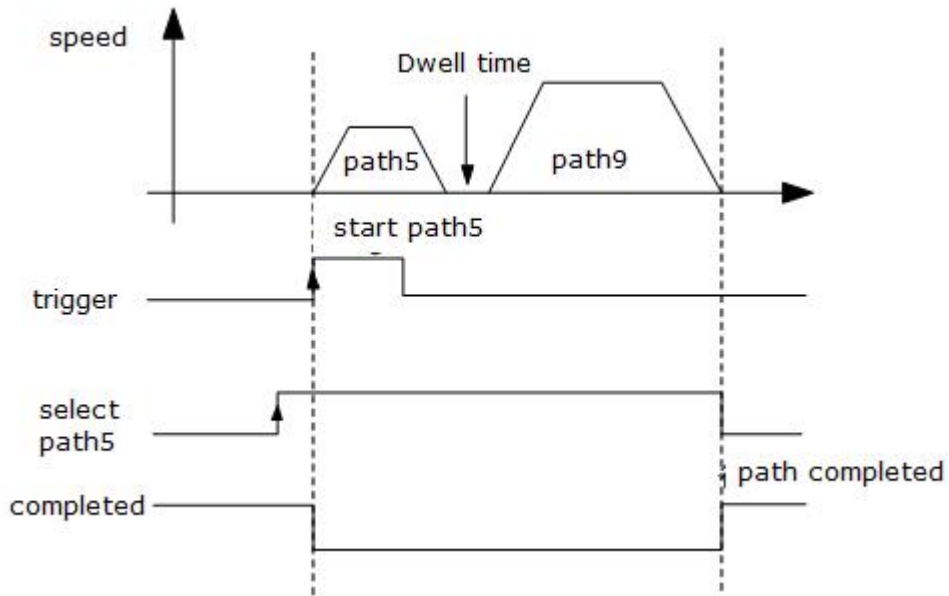 speed
Dwell time
path5
path9
start path5
trigger
select
path5
path completed
completed